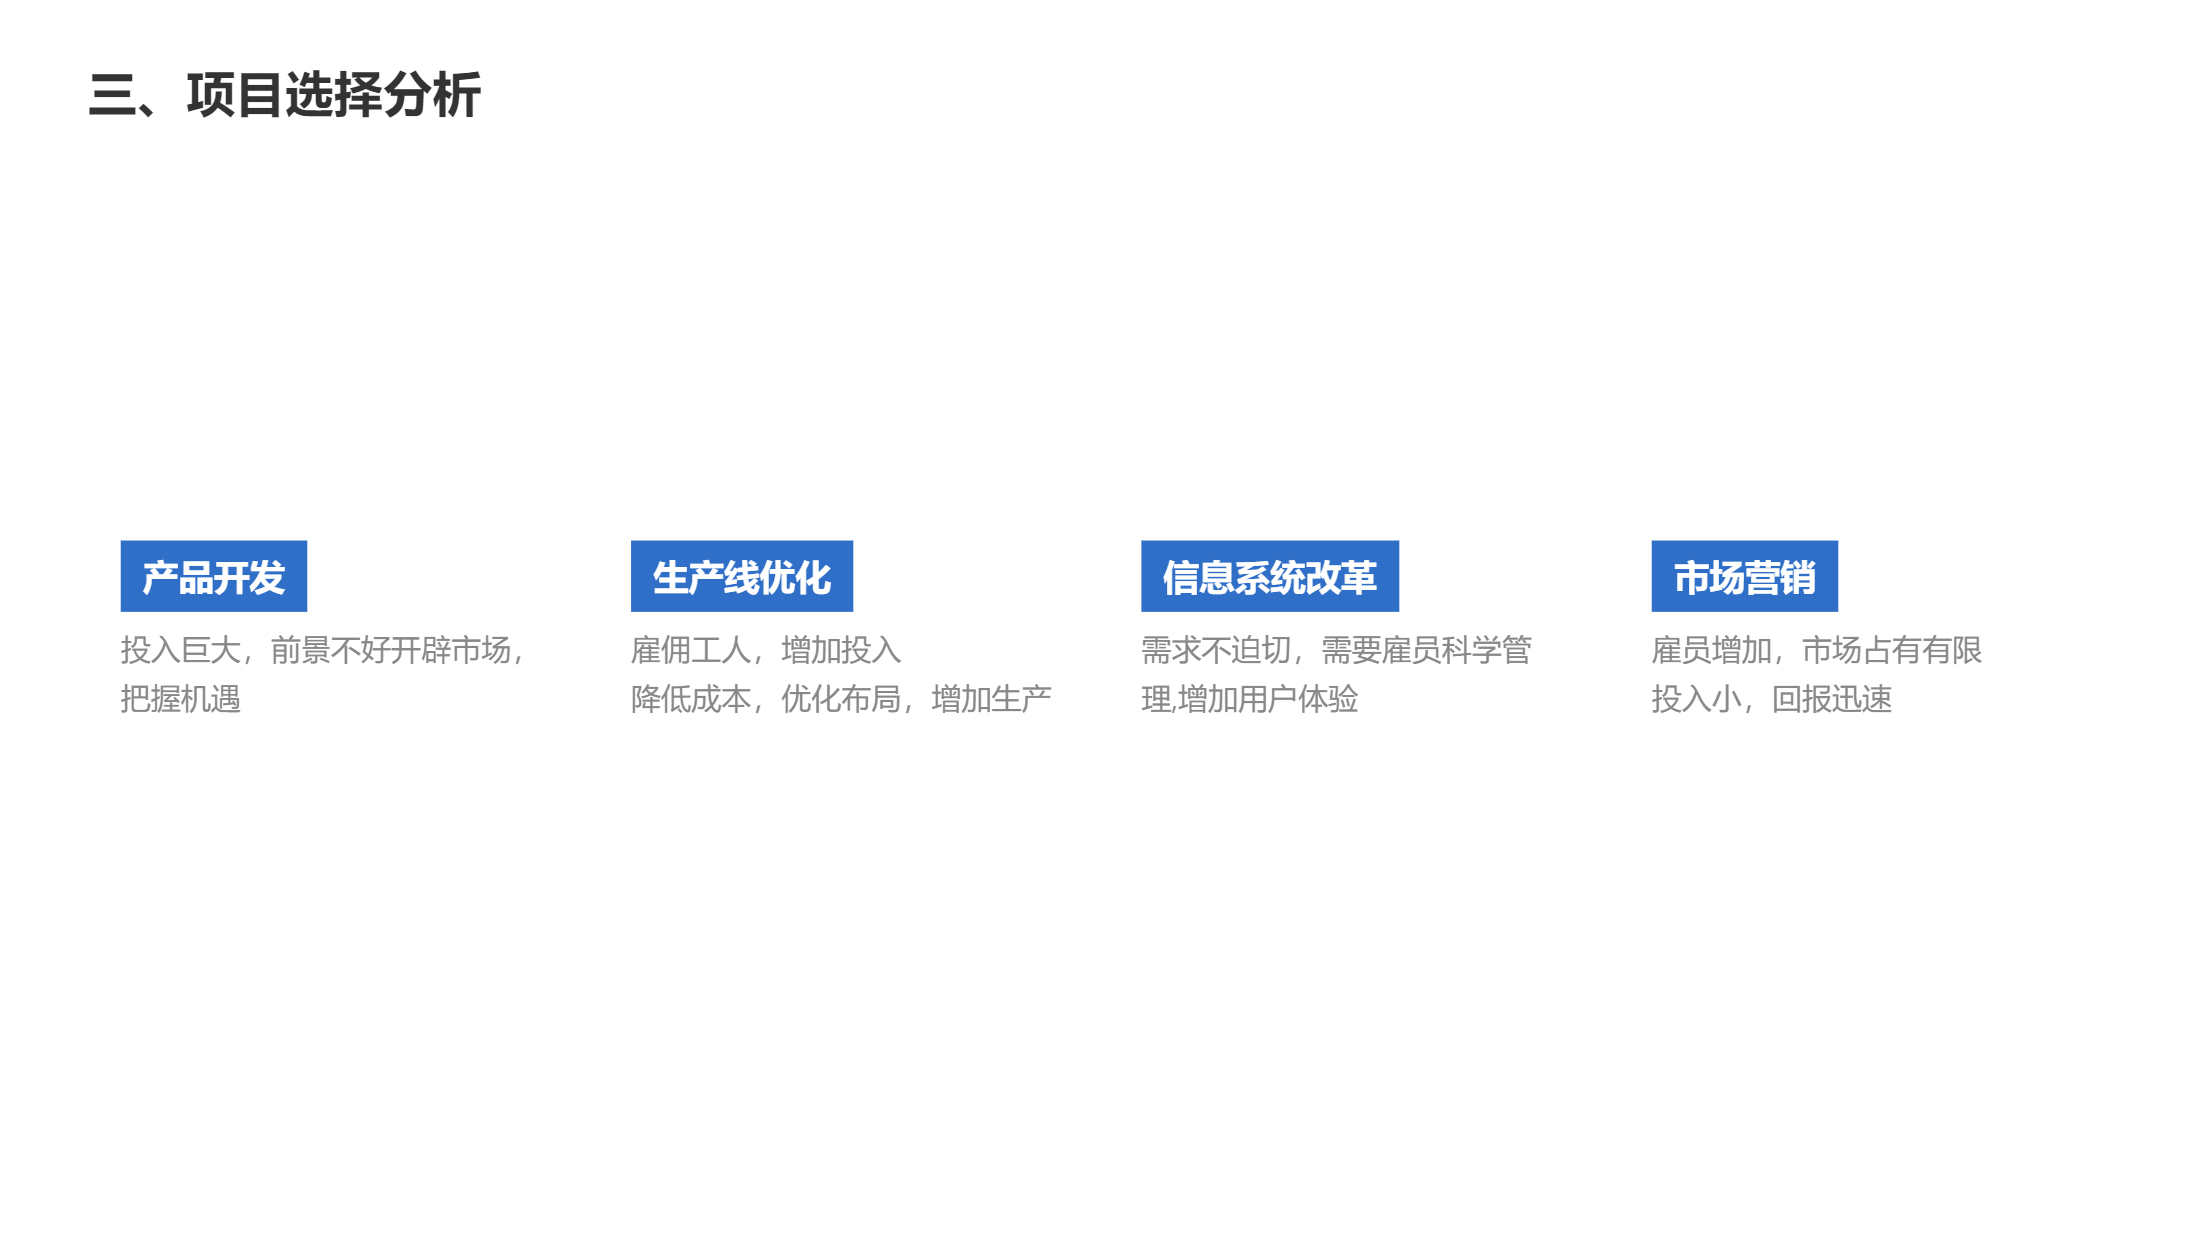 三、项目选择分析
产品开发
投入巨大，前景不好开辟市场，
把握机遇
生产线优化
雇佣工人，增加投入
降低成本，优化布局，增加生产
信息系统改革
需求不迫切，需要雇员科学管
理,增加用户体验
市场营销
雇员增加，市场占有有限
投入小，回报迅速